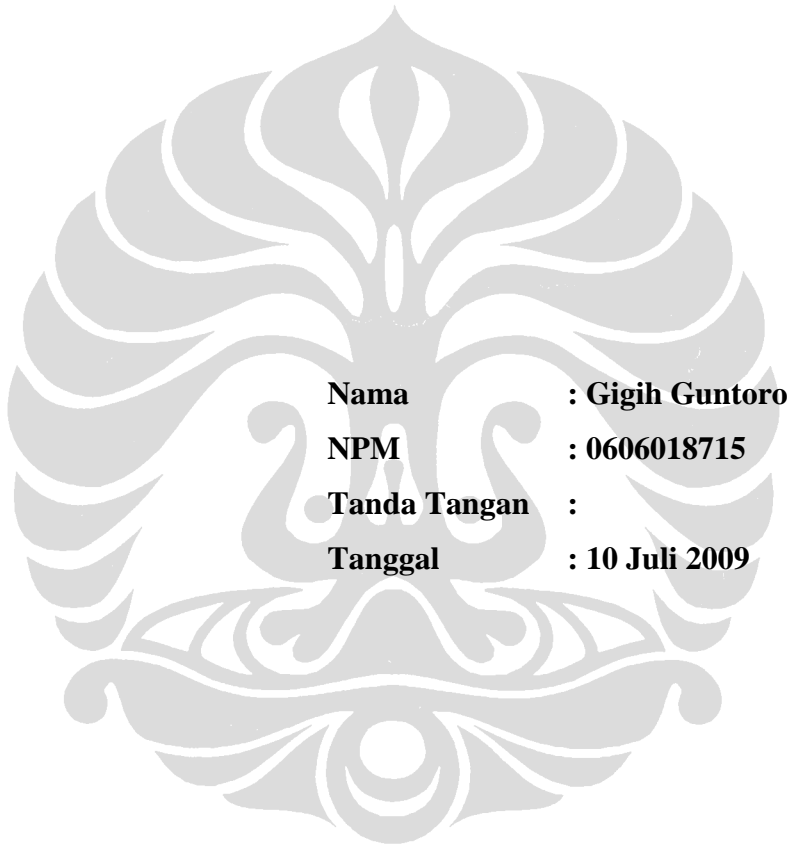 Nama : Gigih Guntoro
NPM : 0606018715
Tanda Tangan :
Tanggal : 10 Juli 2009